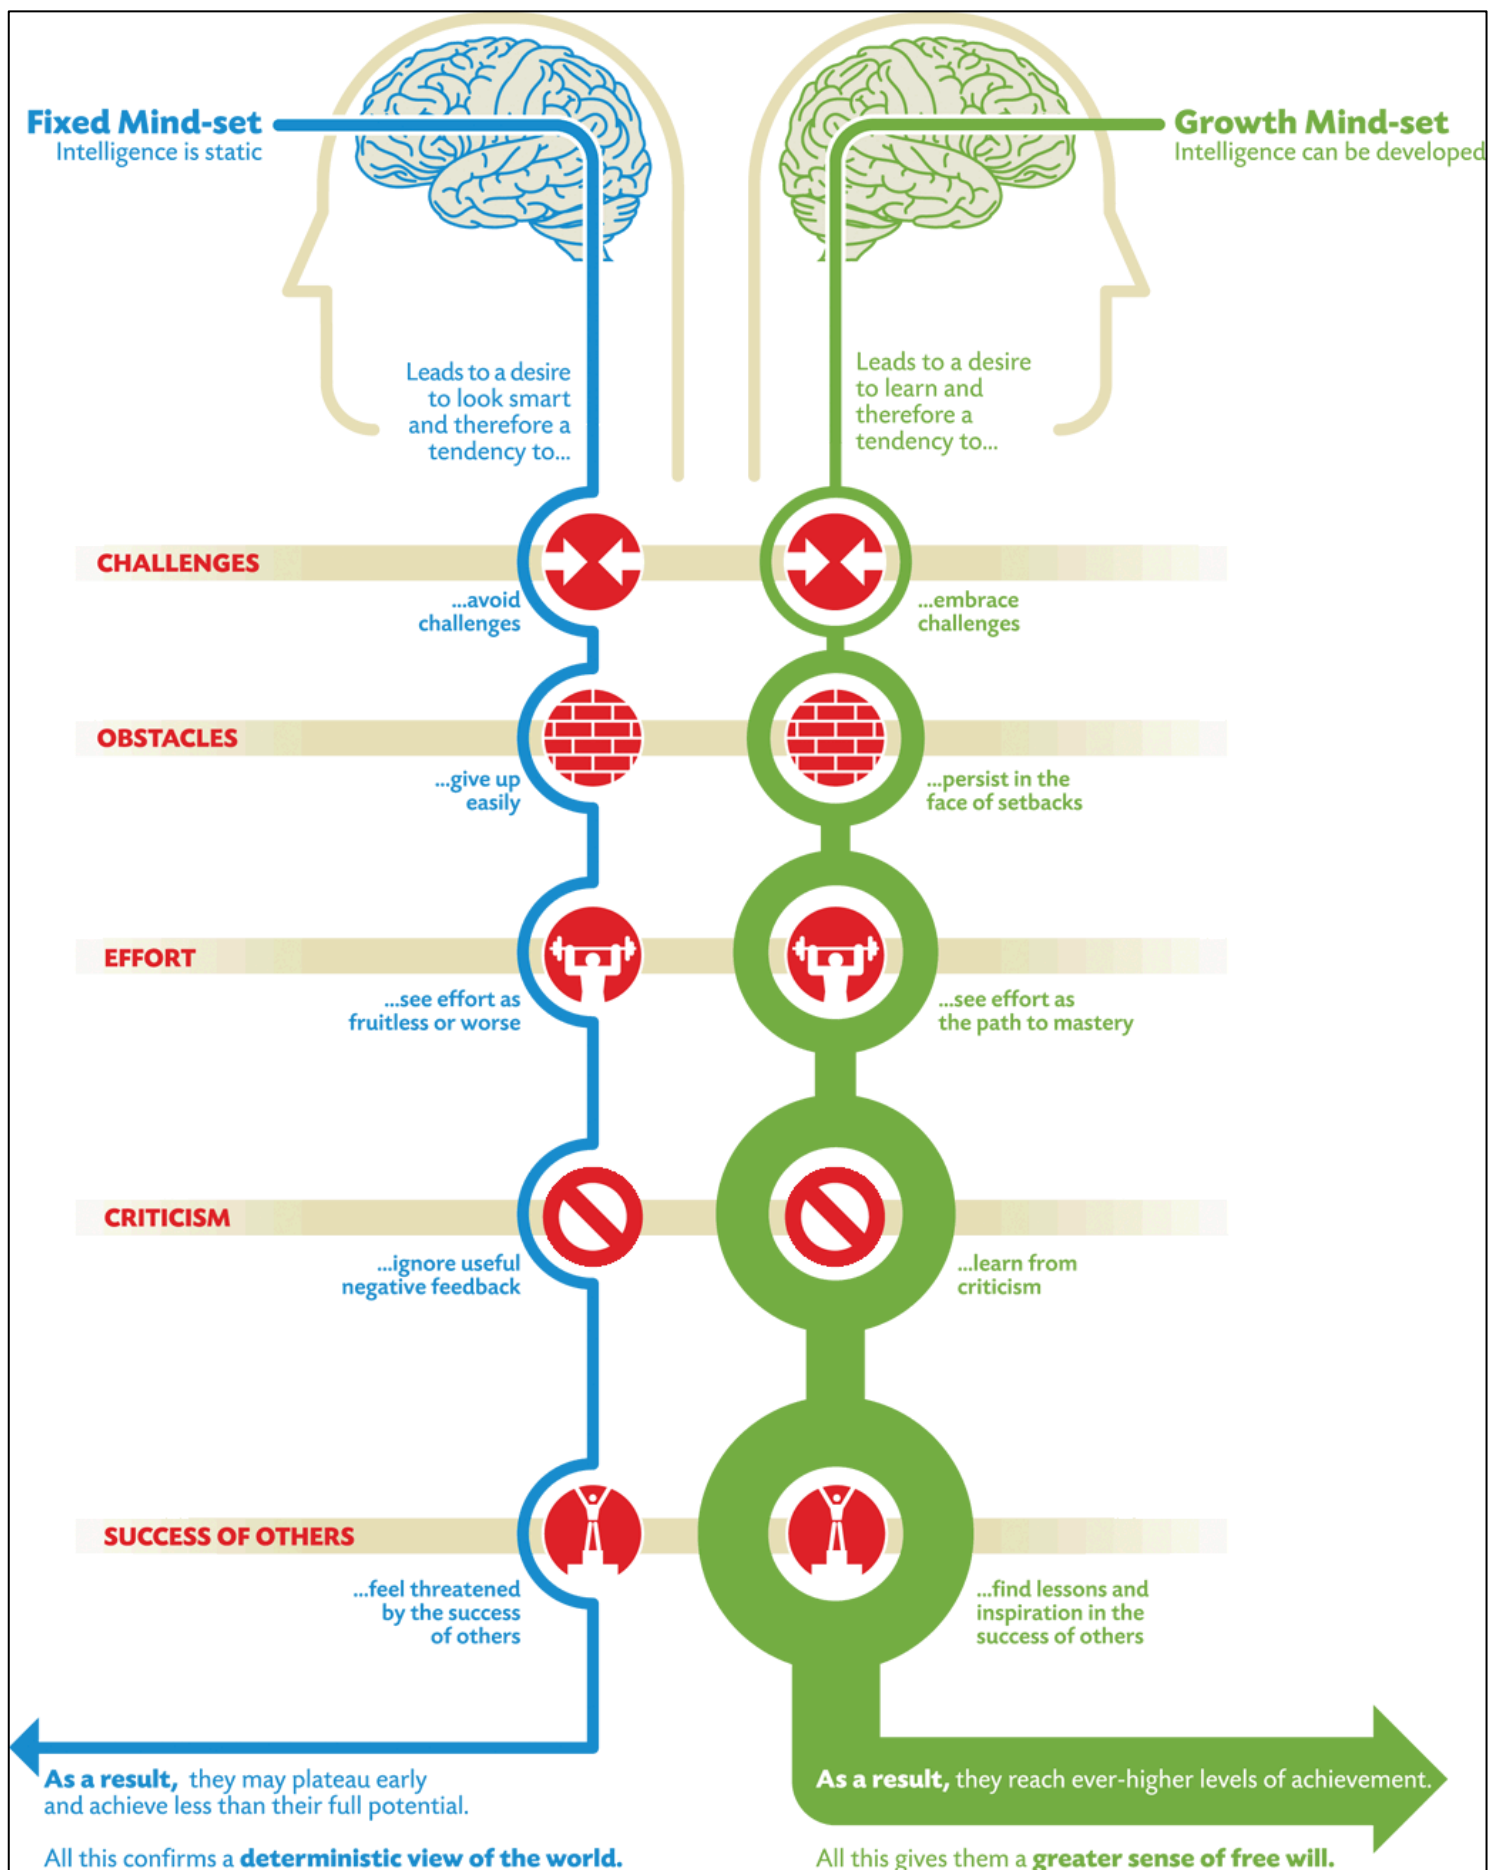 Fixed Mind-set
Intelligence is static
Growth Mind-set
Intelligence can be developed
Leads to a desire
to look smart
and therefore a
tendency to...
Leads to a desire
to learn and
therefore a
tendency to...
CHALLENGES
...avoid
challenges
...embrace
challenges
OBSTACLES
...give up
easily
...persist in the
face of setbacks
EFFORT
...see effort as
fruitless or worse
...see effort as
the path to mastery
CRITICISM
...ignore useful
negative feedback
...learn from
criticism
SUCCESS OF OTHERS
...feel threatened
by the success
of others
...find lessons and
inspiration in the
success of others
As a result, they may plateau early
and achieve less than their full potential.
All this confirms a deterministic view of the world.
As a result, they reach ever-higher levels of achievement.
All this gives them a greater sense of free will.